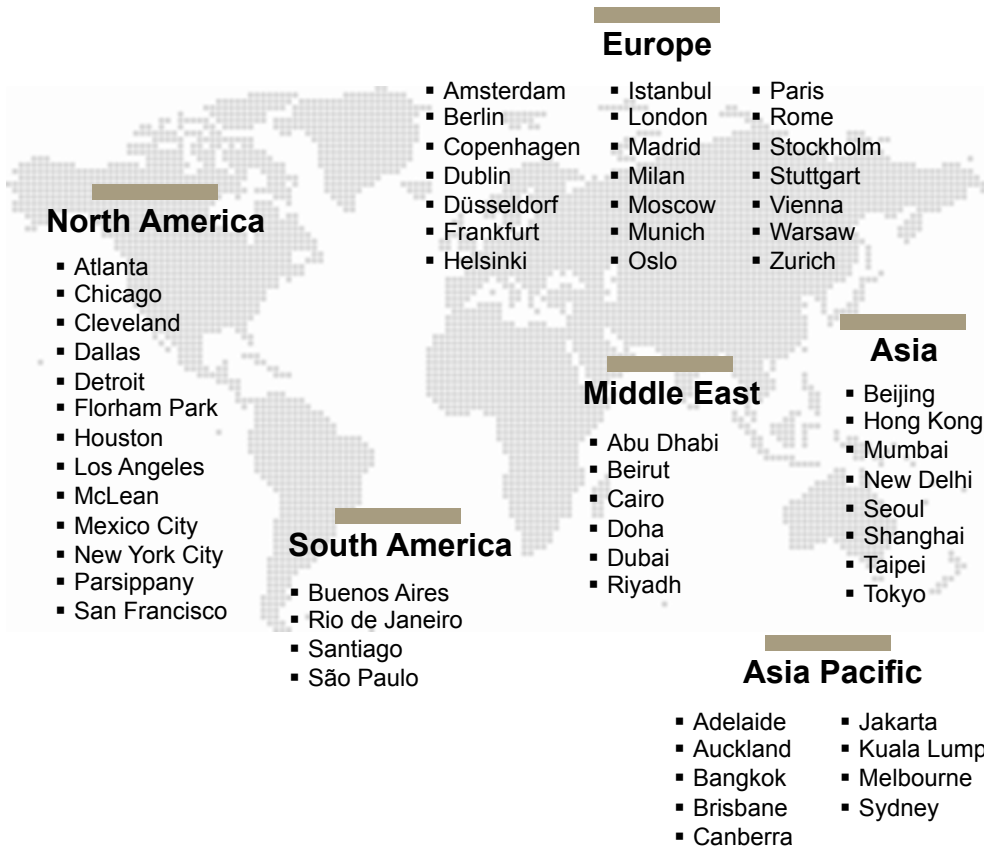 Europe
▪ Amsterdam
▪ Berlin
▪ Copenhagen
▪ Dublin
▪ Düsseldorf
▪ Frankfurt
▪ Helsinki
▪ Istanbul
▪ London
▪ Madrid
▪ Milan
▪ Moscow
▪ Munich
▪ Oslo
▪ Paris
▪ Rome
▪ Stockholm
▪ Stuttgart
▪ Vienna
▪ Warsaw
▪ Zurich
North America
▪ Atlanta
▪ Chicago
▪ Cleveland
▪ Dallas
▪ Detroit
▪ Florham Park
▪ Houston
▪ Los Angeles
▪ McLean
▪ Mexico City
▪ New York City
▪ Parsippany
▪ San Francisco
South America
▪ Buenos Aires
▪ Rio de Janeiro
▪ Santiago
▪ São Paulo
Middle East
▪ Abu Dhabi
▪ Beirut
▪ Cairo
▪ Doha
▪ Dubai
▪ Riyadh
Asia
▪ Beijing
▪ Hong Kong
▪ Mumbai
▪ New Delhi
▪ Seoul
▪ Shanghai
▪ Taipei
▪ Tokyo
Asia Pacific
▪ Adelaide
▪ Auckland
▪ Bangkok
▪ Brisbane
▪ Canberra
▪ Jakarta
▪ Kuala Lump
▪ Melbourne
▪ Sydney